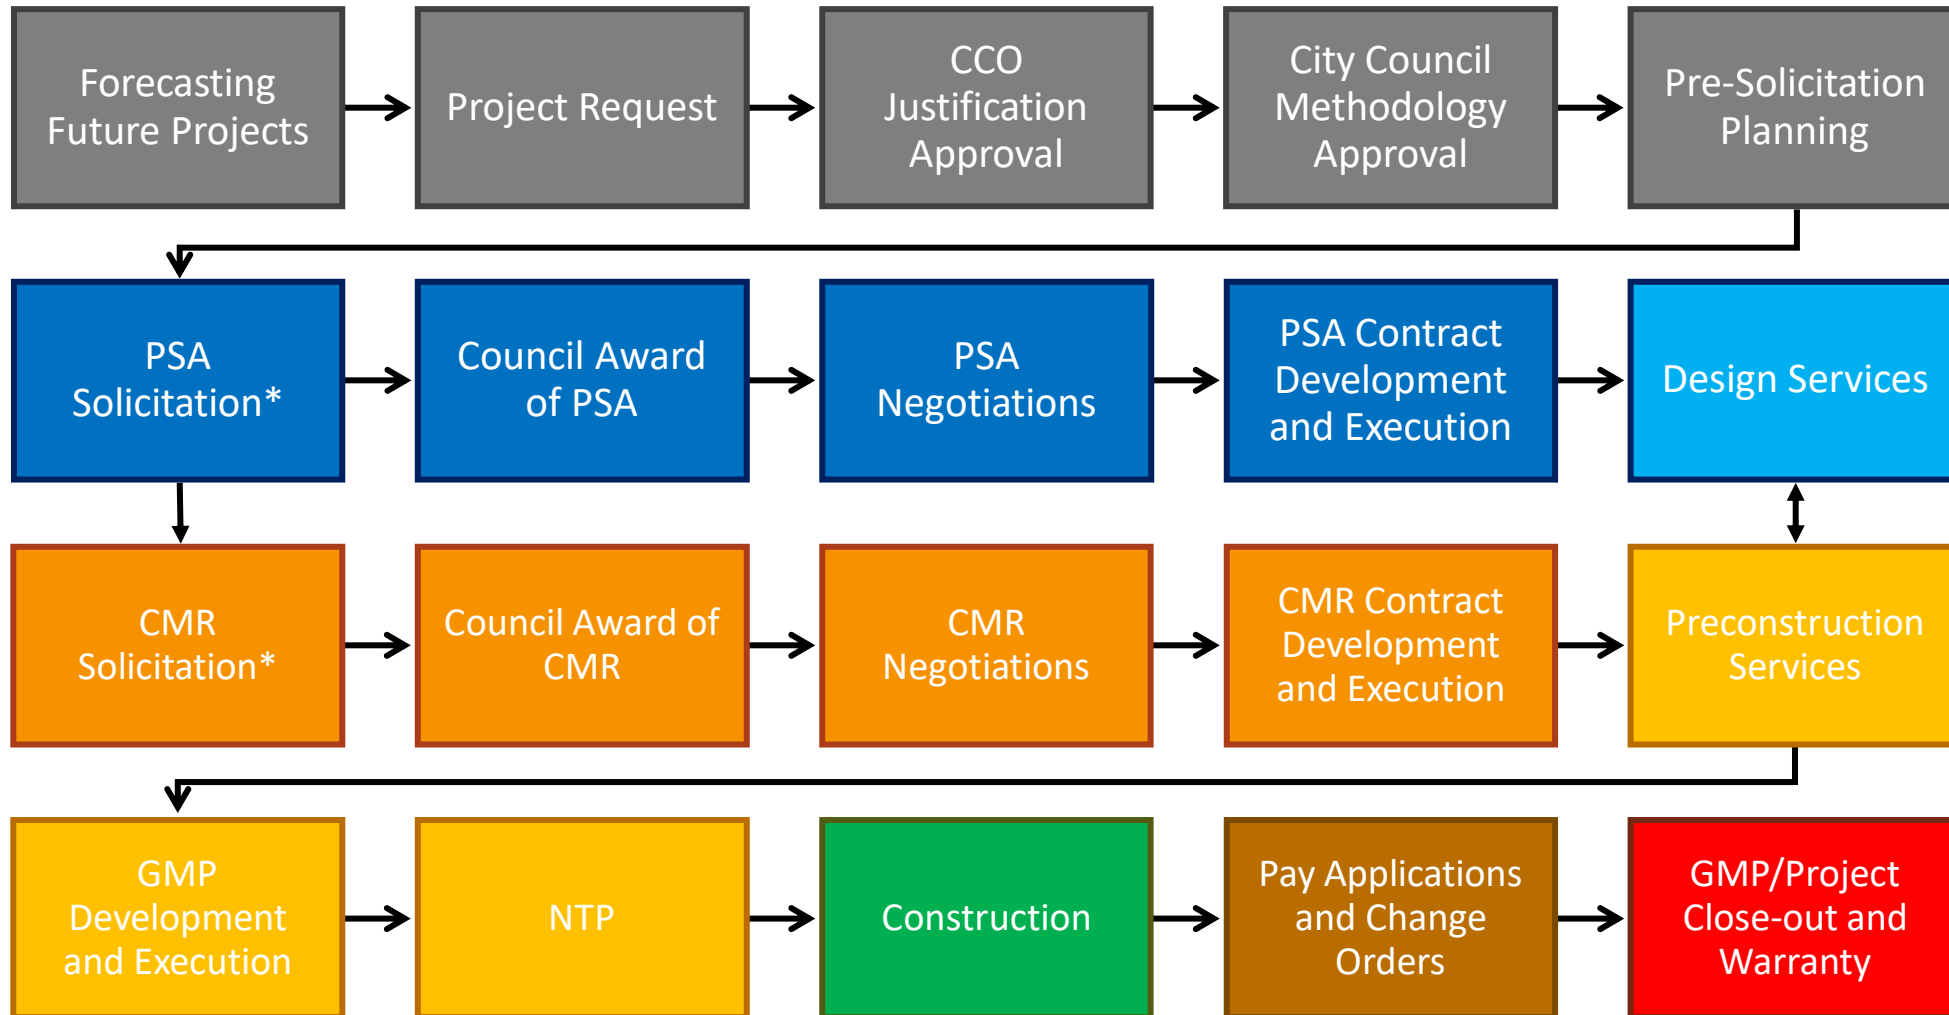 Forecasting
Future Projects
Project Request
CCO
Justification
Approval
City Council
Methodology
Approval
Pre-Solicitation
Planning
PSA
Solicitation*
Council Award
of PSA
PSA
Negotiations
PSA Contract
Development
and Execution
Design Services
CMR
Solicitation*
Council Award of
CMR
CMR
Negotiations
CMR Contract
Development
and Execution
Preconstruction
Services
GMP
Development
and Execution
NTP
Construction
Pay Applications
and Change
Orders
GMP/Project
Close-out and
Warranty